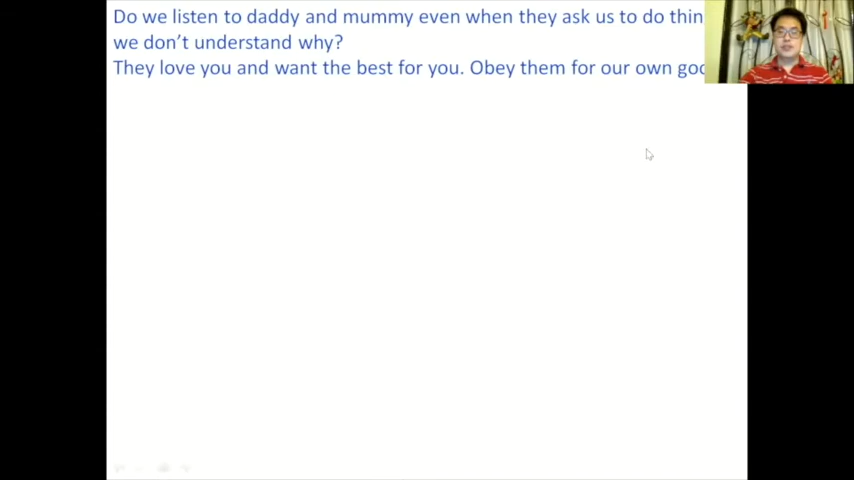 Do we listen to daddy and mummy even when they ask us to do
we don't understand why?
They love you and want the best for you. Obey them for our own